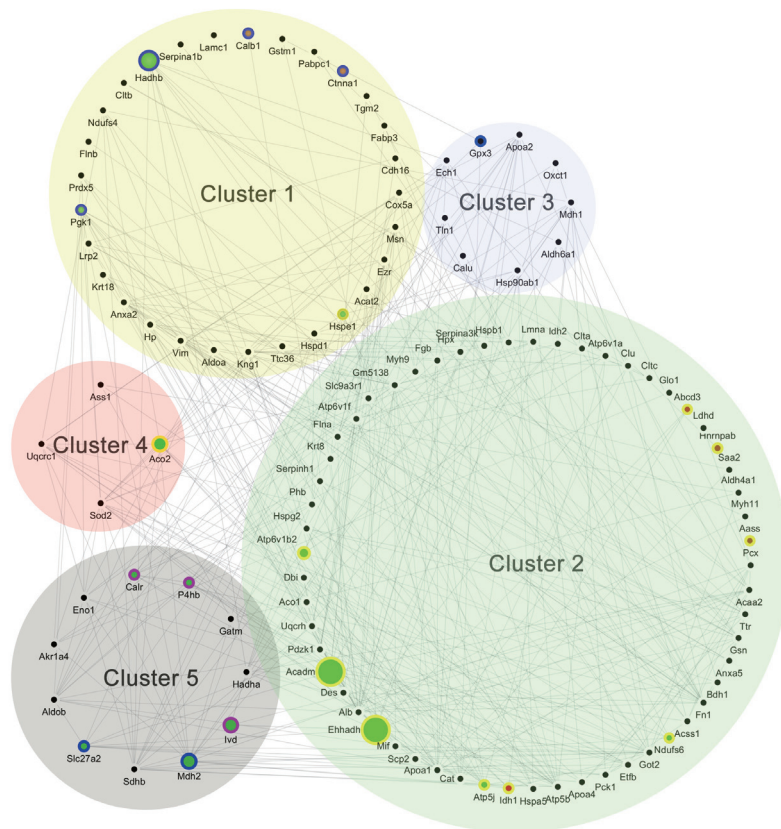 Cluster 1
Serpina1b
Lamc1
Calb1
Gstm1
Pabpc1
Ctnna1
Tgm2
Fabp3
Cdh16
Cox5a
Msn
Ezr
Acat2
Hspe1
Hspd1
Ttc36
Kng1
Aldoa
Vim
Hp
Anxa2
Krt18
Lrp2
Pgk1
Prdx5
Flnb
Ndufs4
Cltb
Hadhb
Cluster 3
Gpx3
Apoa2
Oxct1
Mdh1
Aldh6a1
Hsp90ab1
Calu
Tln1
Ech1
Cluster 2
Serpina3k
Hspb1
Lmna
Idh2
Clta
Atp6v1a
Clu
Cltc
Glo1
Abcd3
Ldhd
Hnrnpab
Saa2
Aldh4a1
Myh11
Aass
Pcx
Acaa2
Ttr
Gsn
Anxa5
Bdh1
Fn1
Acss1
Ndufs6
Got2
Etfb
Pck1
Apoa4
Atp5b
Hspa5
Idh1
Atp5j
Cat
Apoa1
Scp2
Mif
Ehhadh
Alb
Des
Acadm
Pdzk1
Uqcrh
Aco1
Dbi
Atp6v1b2
Hspg2
Phb
Serpinh1
Krt8
Flna
Atp6v1f
Slc9a3r1
Gm5138
Myh9
Fgb
Hpx
Cluster 4
Ass1
Aco2
Sod2
Uqcrc1
Cluster 5
Calr
P4hb
Gatm
Hadha
Ivd
Mdh2
Sdhb
Slc27a2
Aldob
Akr1a4
Eno1